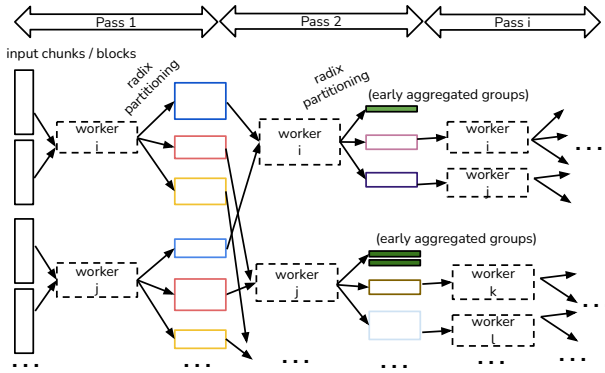 Pass 1
Pass 2
Pass i
input chunks / blocks
radix
partitioning
radix
partitioning
(early aggregated groups)
worker
i
worker
i
worker
i
worker
j
(early aggregated groups)
worker
j
worker
j
worker
k
worker
l
...
...
...
...
...
...
...
...